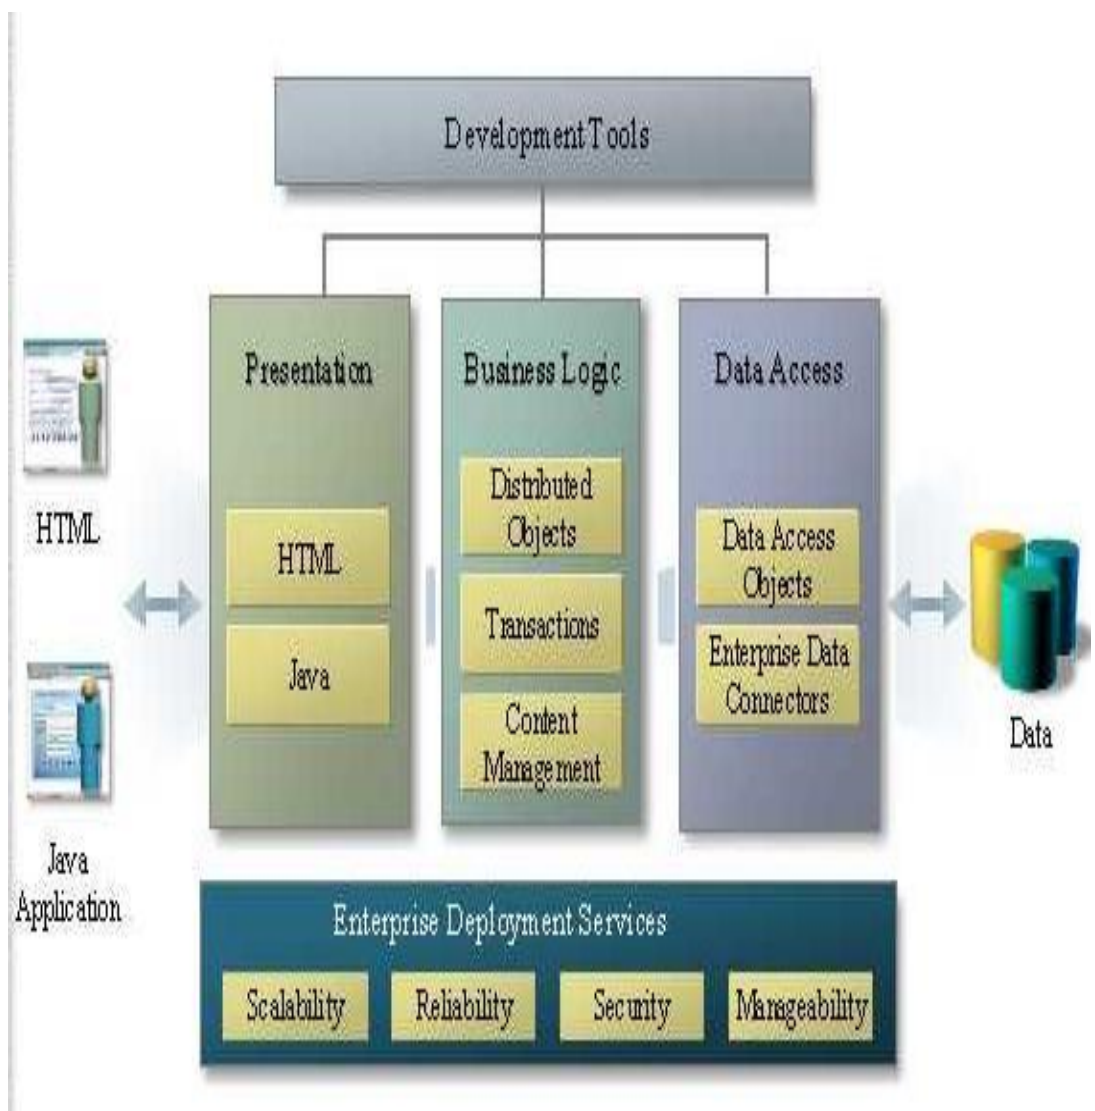 Development Tools
Presentation
HTML
Java
Business Logic
Distributed
Objects
Transactions
Content
Management
Data Access
Data Access
Objects
Enterprise Data
Connectors
HTML
Java
Application
Data
Enterprise Deployment Services
Scalability
Reliability
Security
Manageability